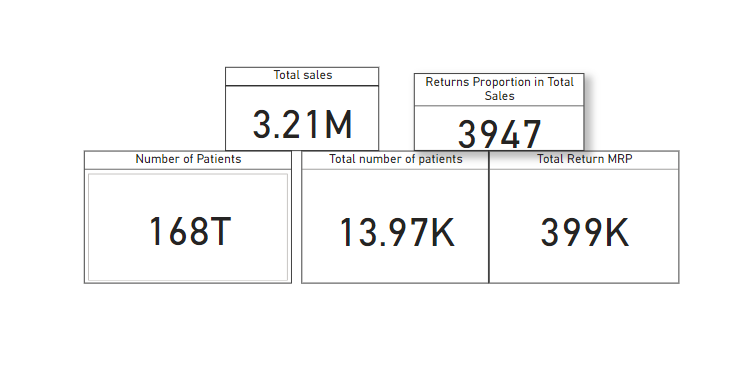 Total sales
3.21M
Returns Proportion in Total
Sales
3947
Number of Patients
168T
Total number of patients
13.97K
Total Return MRP
399K